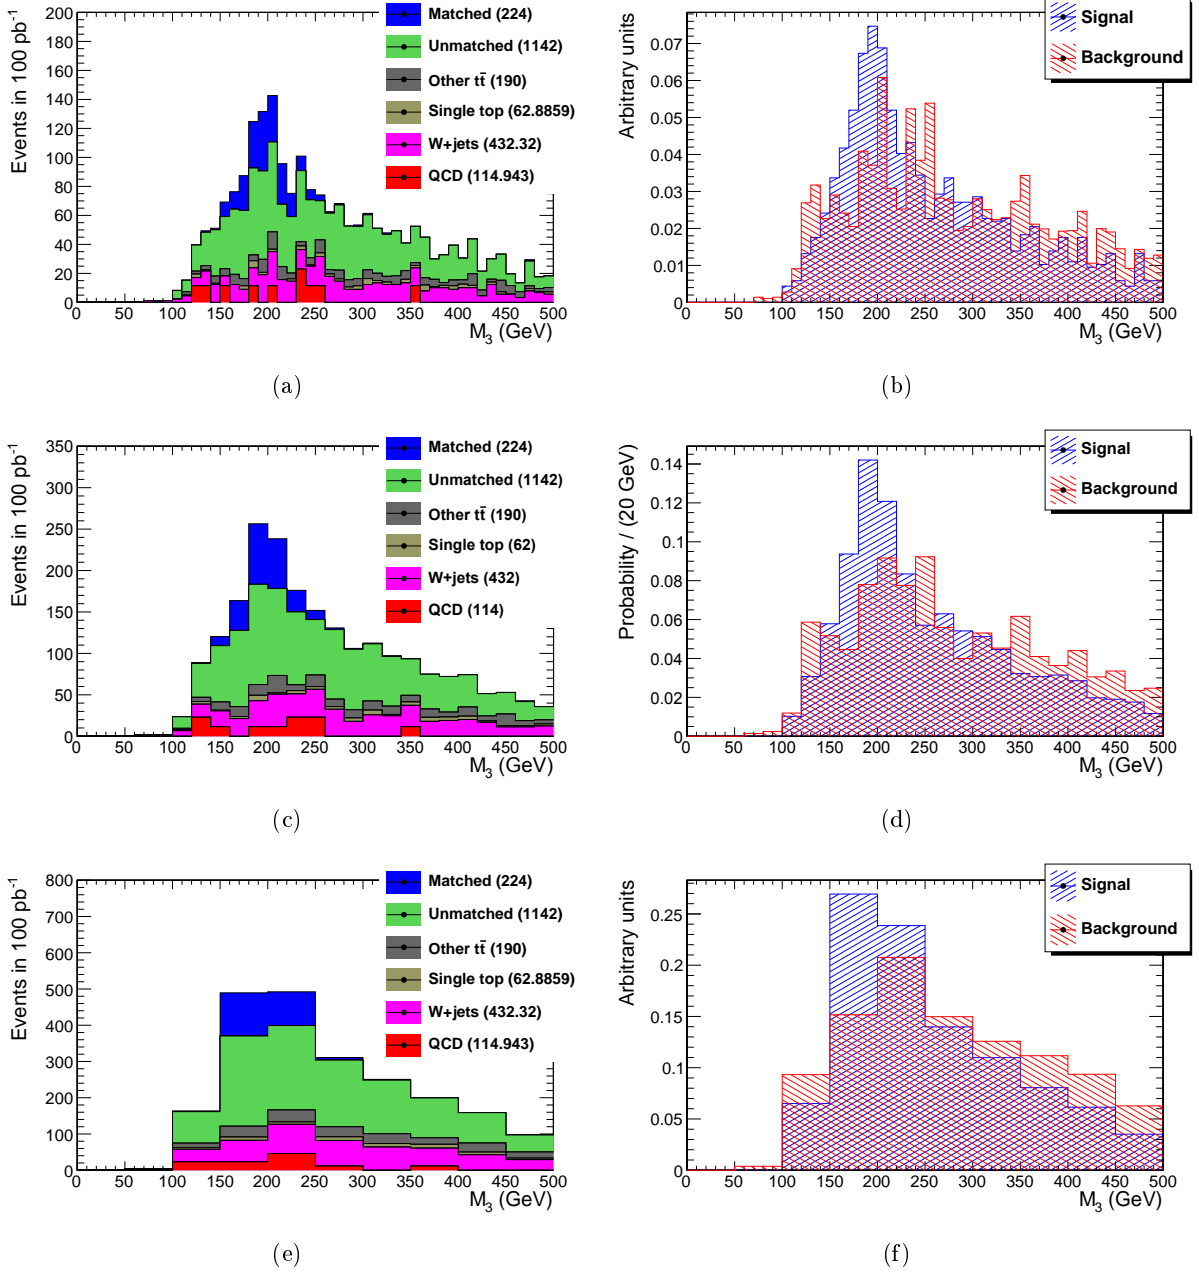 Events in 100 pb-1
200
180
160
140
120
100
80
60
40
20
0
0 50 100 150 200 250 300 350 400 450 500
M3 (GeV)
Matched (224)
Unmatched (1142)
Other tt̄ (190)
Single top (62.8859)
W+jets (432.32)
QCD (114.943)
(a)
Arbitrary units
0.07
0.06
0.05
0.04
0.03
0.02
0.01
0
0 50 100 150 200 250 300 350 400 450 500
M3 (GeV)
Signal
Background
(b)
Events in 100 pb-1
350
300
250
200
150
100
50
0
0 50 100 150 200 250 300 350 400 450 500
M3 (GeV)
Matched (224)
Unmatched (1142)
Other tt̄ (190)
Single top (62)
W+jets (432)
QCD (114)
(c)
Probability / (20 GeV)
0.14
0.12
0.1
0.08
0.06
0.04
0.02
0
0 50 100 150 200 250 300 350 400 450 500
M3 (GeV)
Signal
Background
(d)
Events in 100 pb-1
800
700
600
500
400
300
200
100
0
0 50 100 150 200 250 300 350 400 450 500
M3 (GeV)
Matched (224)
Unmatched (1142)
Other tt̄ (190)
Single top (62.8859)
W+jets (432.32)
QCD (114.943)
(e)
Arbitrary units
0.25
0.2
0.15
0.1
0.05
0
0 50 100 150 200 250 300 350 400 450 500
M3 (GeV)
Signal
Background
(f)